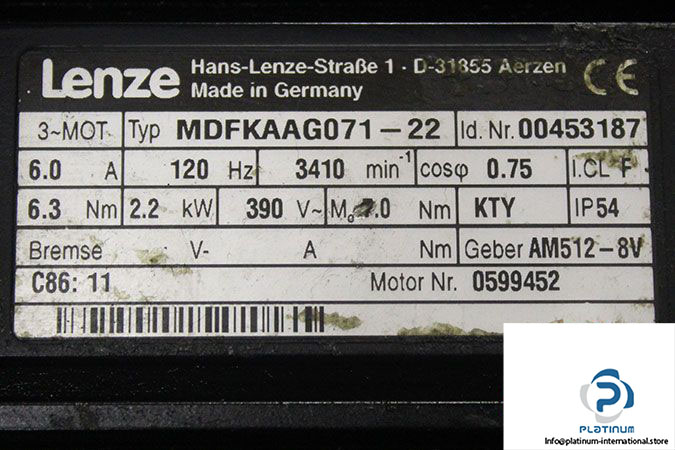 Lenze Hans-Lenze-Straße 1 · D-31855 Aerzen CE
Made in Germany
3~MOT Typ MDFKAAG071-22 Id. Nr. 00453187
6.0 A 120 Hz 3410 min⁻¹ cosφ 0.75 I.CL F
6.3 Nm 2.2 kW 390 V~ M₀ .0 Nm KTY IP54
Bremse V- A Nm Geber AM512-8V
C86: 11 Motor Nr. 0599452
PLATINUM
Info@platinum-international.store